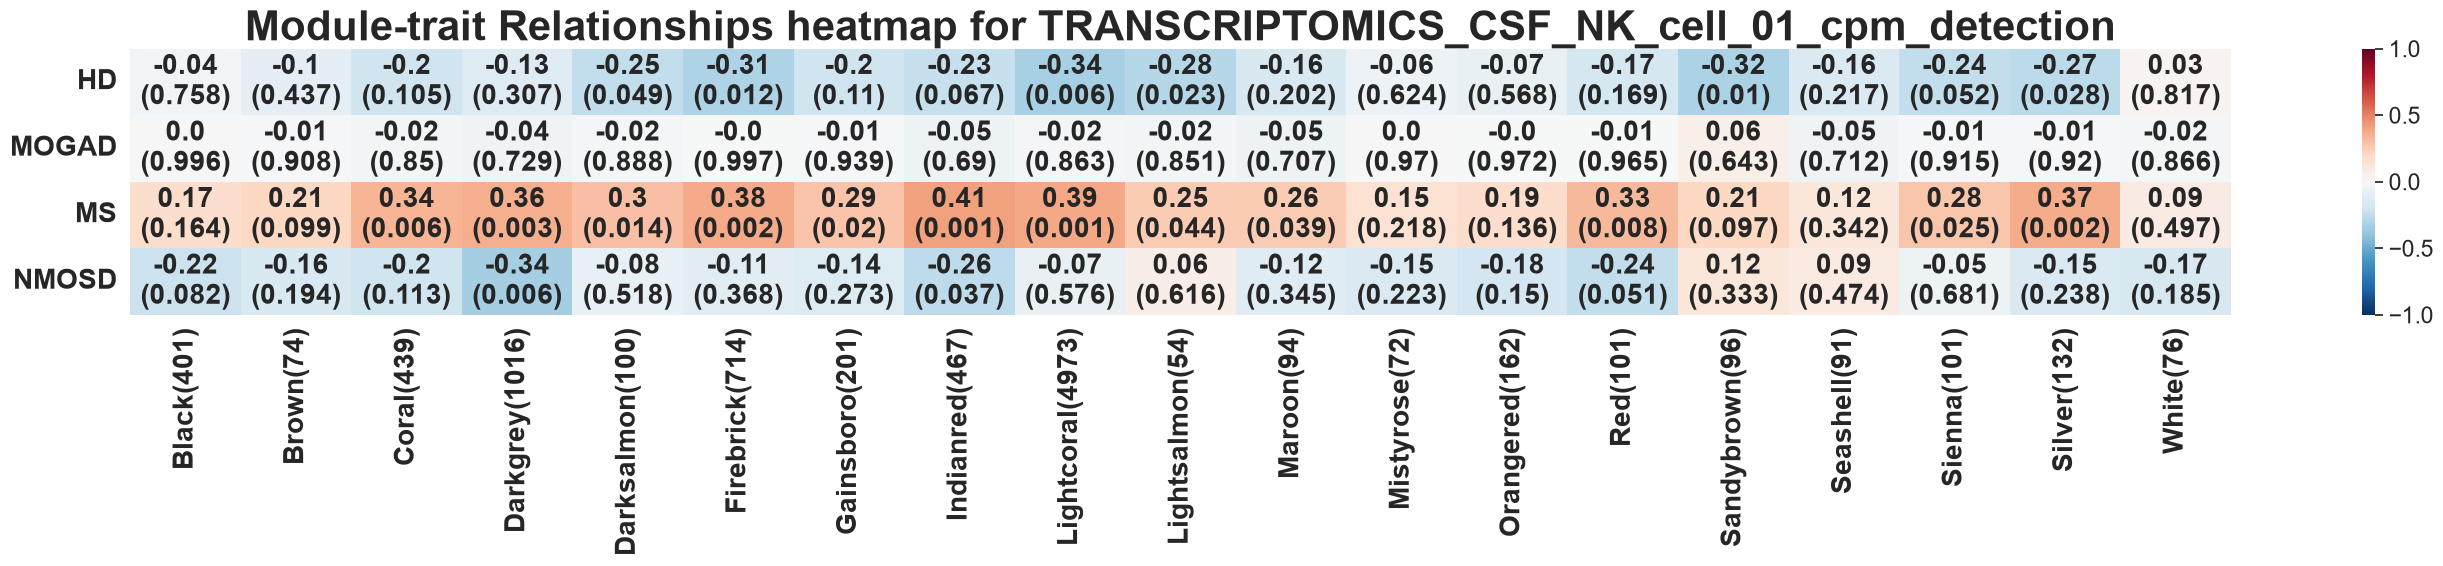 Module-trait Relationships heatmap for TRANSCRIPTOMICS_CSF_NK_cell_01_cpm_detection
HD
-0.04 -0.1 -0.2 -0.13 -0.25 -0.31 -0.2 -0.23 -0.34 -0.28 -0.16 -0.06 -0.07 -0.17 -0.32 -0.16 -0.24 -0.27 0.03
(0.758) (0.437) (0.105) (0.307) (0.049) (0.012) (0.11) (0.067) (0.006) (0.023) (0.202) (0.624) (0.568) (0.169) (0.01) (0.217) (0.052) (0.028) (0.817)
MOGAD
0.0 -0.01 -0.02 -0.04 -0.02 -0.0 -0.01 -0.05 -0.02 -0.02 -0.05 0.0 -0.0 -0.01 0.06 -0.05 -0.01 -0.01 -0.02
(0.996) (0.908) (0.85) (0.729) (0.888) (0.997) (0.939) (0.69) (0.863) (0.851) (0.707) (0.97) (0.972) (0.965) (0.643) (0.712) (0.915) (0.92) (0.866)
MS
0.17 0.21 0.34 0.36 0.3 0.38 0.29 0.41 0.39 0.25 0.26 0.15 0.19 0.33 0.21 0.12 0.28 0.37 0.09
(0.164) (0.099) (0.006) (0.003) (0.014) (0.002) (0.02) (0.001) (0.001) (0.044) (0.039) (0.218) (0.136) (0.008) (0.097) (0.342) (0.025) (0.002) (0.497)
NMOSD
-0.22 -0.16 -0.2 -0.34 -0.08 -0.11 -0.14 -0.26 -0.07 0.06 -0.12 -0.15 -0.18 -0.24 0.12 0.09 -0.05 -0.15 -0.17
(0.082) (0.194) (0.113) (0.006) (0.518) (0.368) (0.273) (0.037) (0.576) (0.616) (0.345) (0.223) (0.15) (0.051) (0.333) (0.474) (0.681) (0.238) (0.185)
Black(401)
Brown(74)
Coral(439)
Darkgrey(1016)
Darksalmon(100)
Firebrick(714)
Gainsboro(201)
Indianred(467)
Lightcoral(4973)
Lightsalmon(54)
Maroon(94)
Mistyrose(72)
Orangered(162)
Red(101)
Sandybrown(96)
Seashell(91)
Sienna(101)
Silver(132)
White(76)
1.0
0.5
0.0
−0.5
−1.0